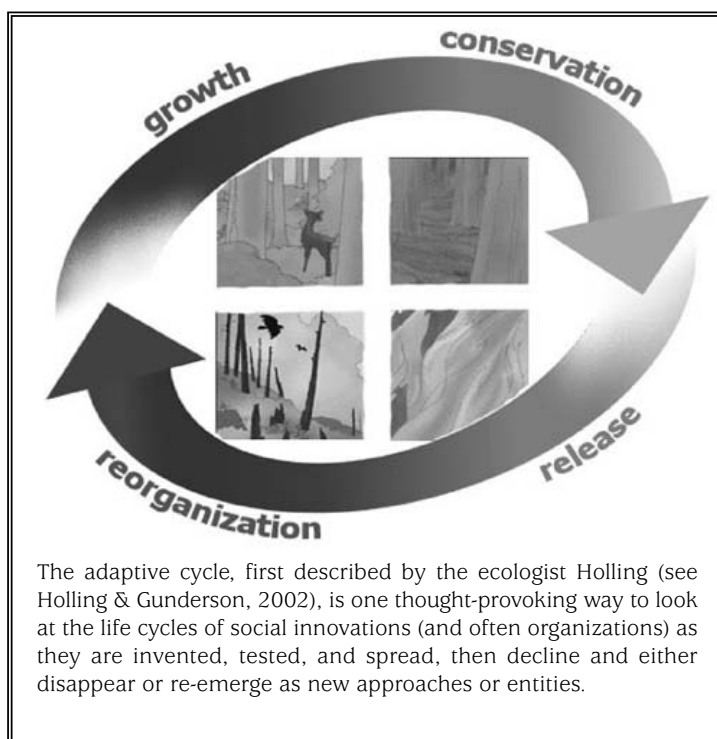 growth
conservation
release
reorganization
The adaptive cycle, first described by the ecologist Holling (see
Holling & Gunderson, 2002), is one thought-provoking way to look
at the life cycles of social innovations (and often organizations) as
they are invented, tested, and spread, then decline and either
disappear or re-emerge as new approaches or entities.